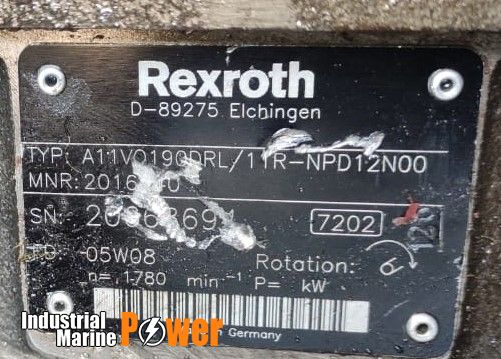 Rexroth
D-89275 Elchingen
TYP: A11VO190DRL/11R-NPD12N00
MNR: 2016
SN: 7202
FD: 05W08 Rotation:
n= 1780 min⁻¹ P= kW
Germany
Industrial Marine Power